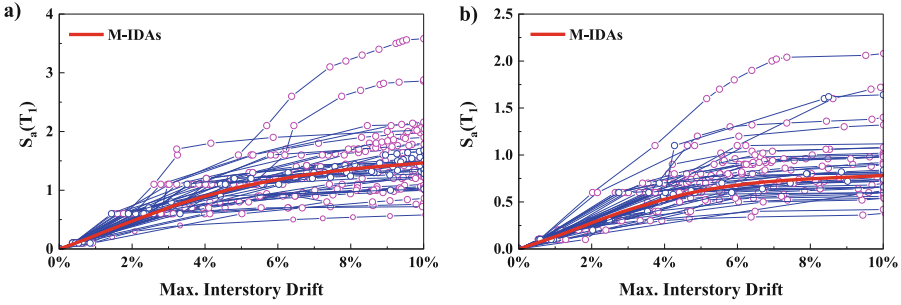 a)
M-IDAs
4
3
2
1
0
Sa(T1)
0% 2% 4% 6% 8% 10%
Max. Interstory Drift
b)
M-IDAs
2.5
2.0
1.5
1.0
0.5
0.0
Sa(T1)
0% 2% 4% 6% 8% 10%
Max. Interstory Drift